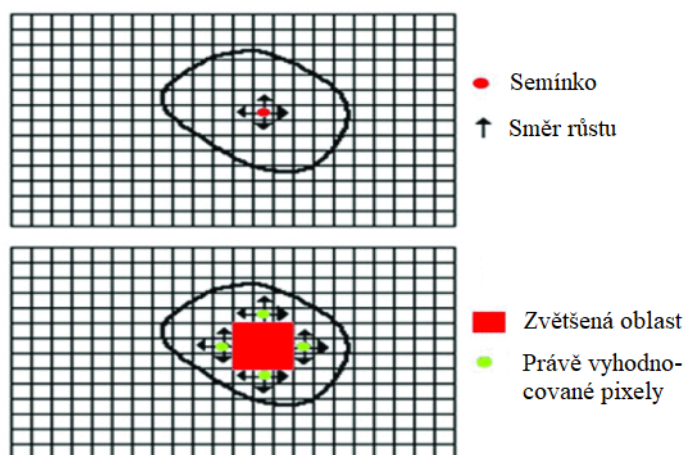 Semínko
Směr růstu
Zvětšená oblast
Právě vyhodno-
cované pixely